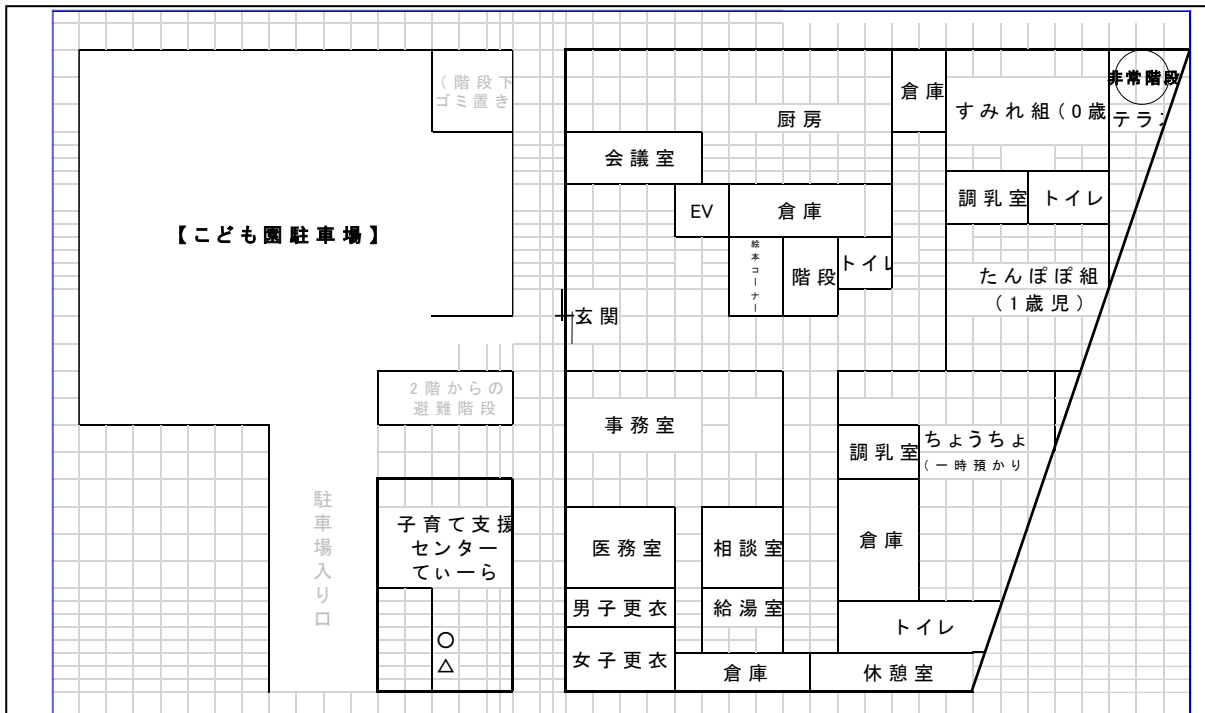 (階段下
ゴミ置き
【こども園駐車場】
2階からの
避難階段
駐車場入り口
子育て支援
センター
てぃーら
○
△
厨房
倉庫
すみれ組(0歳
非常階段
テラス
会議室
EV
倉庫
調乳室
トイレ
絵本コーナー
階段
トイレ
たんぽぽ組
(1歳児)
玄関
事務室
調乳室
ちょうちょ
(一時預かり
医務室
相談室
倉庫
男子更衣
給湯室
トイレ
女子更衣
倉庫
休憩室